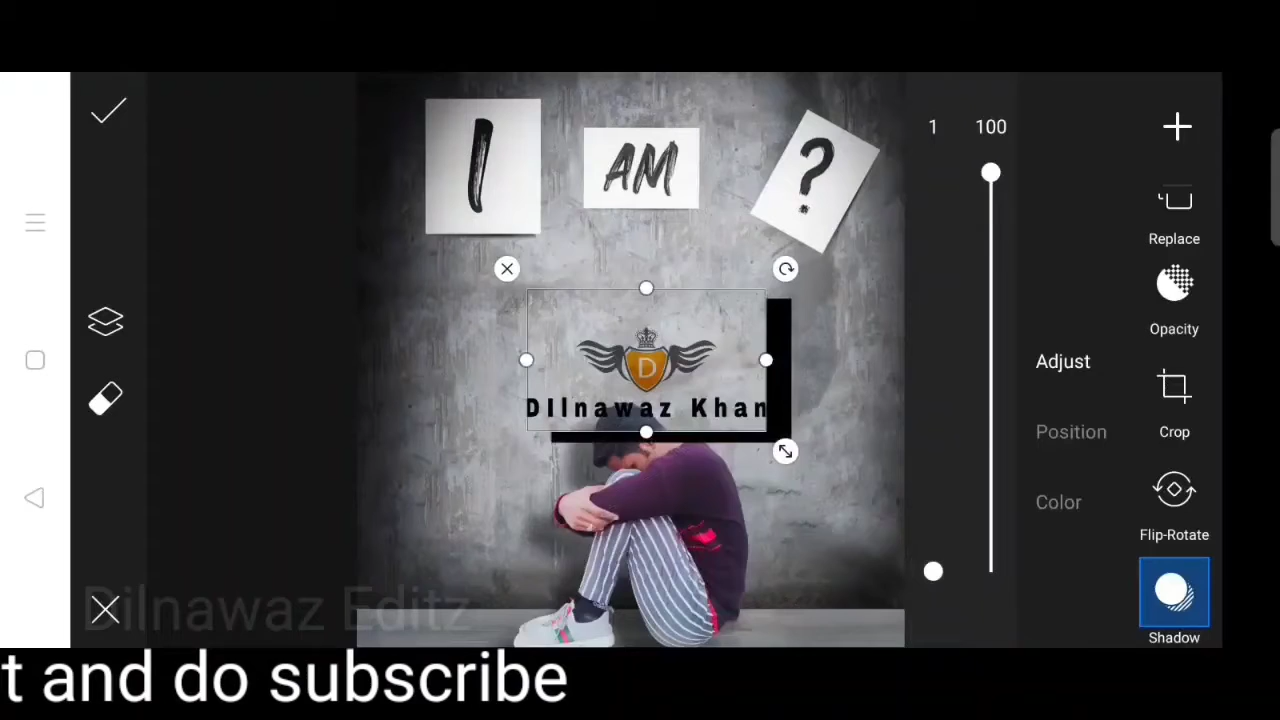 1 100
I AM ?
Replace
Opacity
Adjust
D
DIlnawaz Khan
Position
Crop
Color
Flip-Rotate
Dilnawaz Editz
Shadow
t and do subscribe